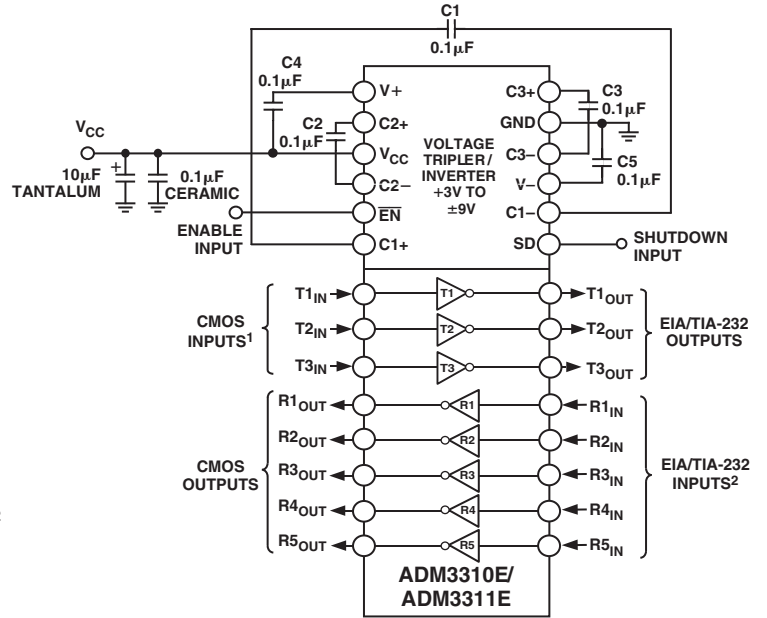 C1
0.1µF
C4
0.1µF
V+
C3+
C3
0.1µF
C2
0.1µF
C2+
GND
VCC
VCC
C3–
C5
0.1µF
VOLTAGE
TRIPLER/
INVERTER
+3V TO
±9V
10µF
TANTALUM
+
0.1µF
CERAMIC
C2–
V–
ENABLE
INPUT
EN
C1–
C1+
SD
SHUTDOWN
INPUT
CMOS
INPUTS1
T1IN
T1
T1OUT
T2IN
T2
T2OUT
T3IN
T3
T3OUT
EIA/TIA-232
OUTPUTS
CMOS
OUTPUTS
R1OUT
R1
R1IN
R2OUT
R2
R2IN
R3OUT
R3
R3IN
R4OUT
R4
R4IN
R5OUT
R5
R5IN
EIA/TIA-232
INPUTS2
ADM3310E/
ADM3311E